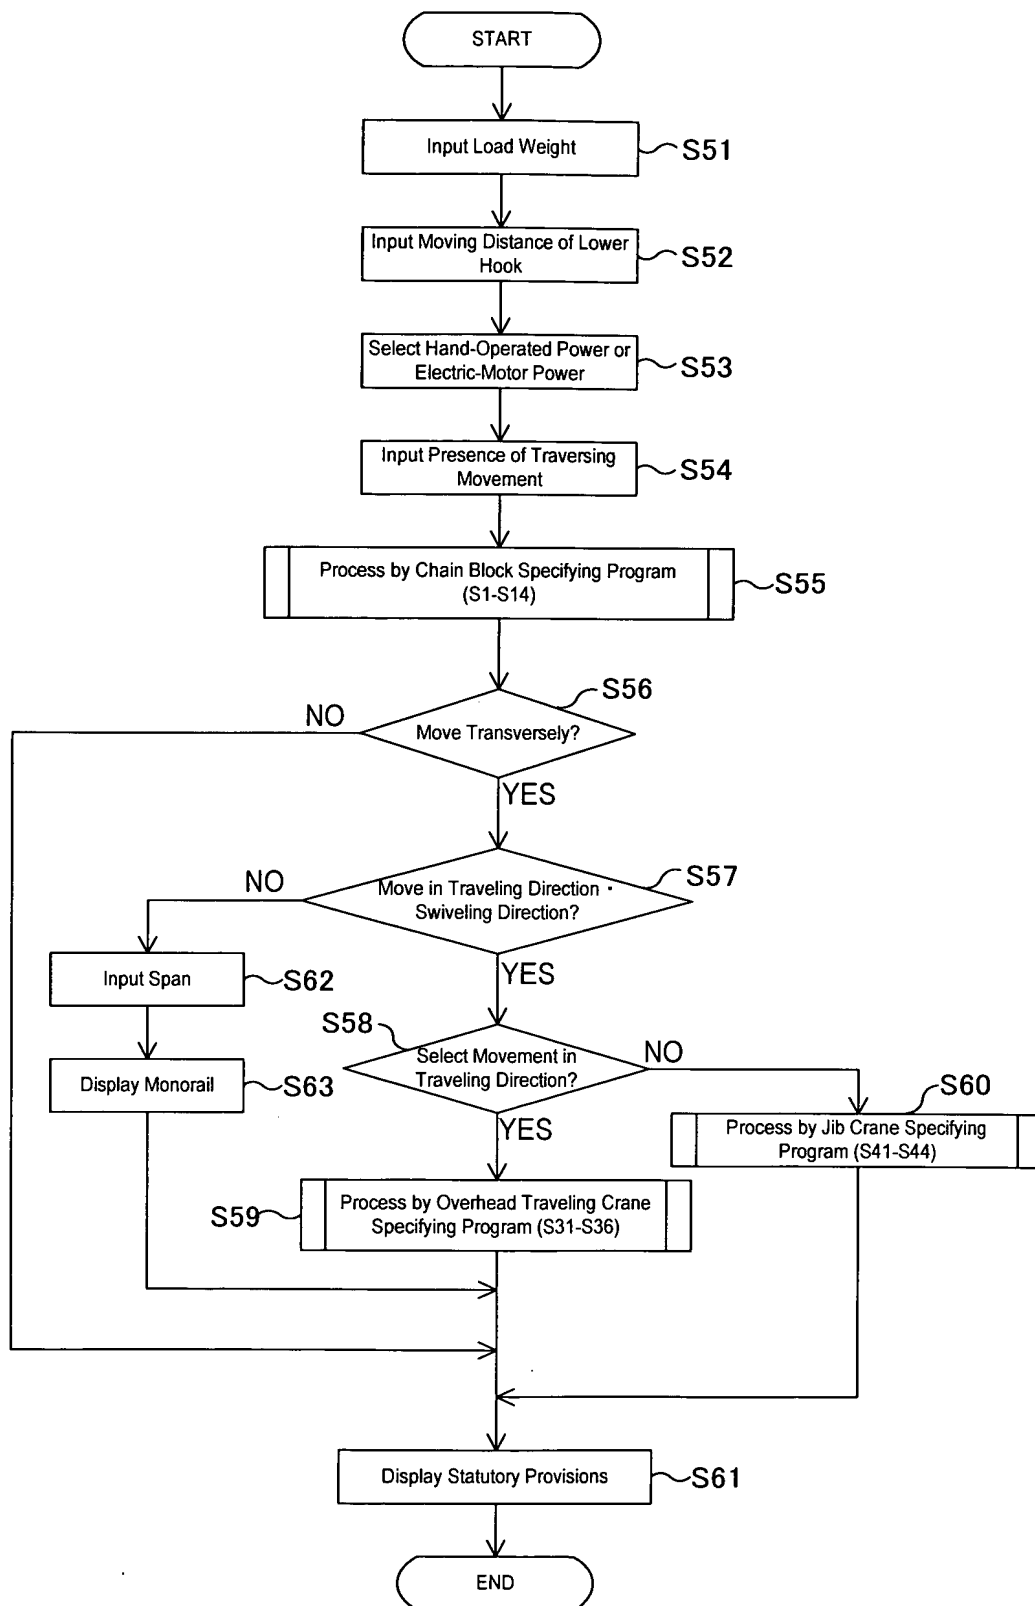 START
Input Load Weight
S51
Input Moving Distance of Lower
Hook
S52
Select Hand-Operated Power or
Electric-Motor Power
S53
Input Presence of Traversing
Movement
S54
Process by Chain Block Specifying Program
(S1-S14)
S55
S56
NO
Move Transversely?
YES
S57
NO
Move in Traveling Direction ·
Swiveling Direction?
YES
Input Span
S62
S58
Select Movement in
Traveling Direction?
NO
Display Monorail
S63
YES
S60
Process by Jib Crane Specifying
Program (S41-S44)
S59
Process by Overhead Traveling Crane
Specifying Program (S31-S36)
Display Statutory Provisions
S61
END